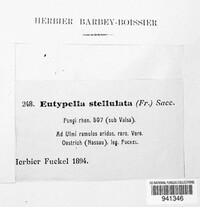 HERBIER BARBEY-BOISSIER
248. Eutypella stellulata (Fr.) Sacc.
Fungi rhen. 597 (sub Valsa).
Ad Ulmi ramulos aridos, raro. Vere.
Oestrich (Nassau), leg. FUCKEL.
Herbier Fuckel 1894.
941346